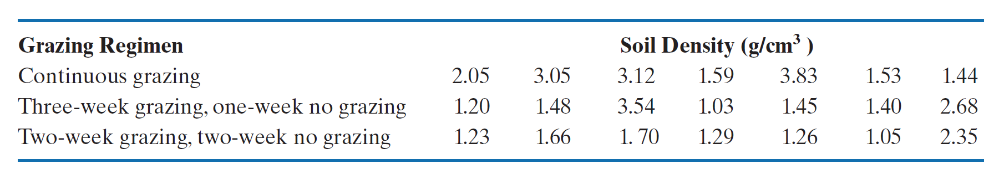 Grazing Regimen Soil Density (g/cm³ )
Continuous grazing 2.05 3.05 3.12 1.59 3.83 1.53 1.44
Three-week grazing, one-week no grazing 1.20 1.48 3.54 1.03 1.45 1.40 2.68
Two-week grazing, two-week no grazing 1.23 1.66 1. 70 1.29 1.26 1.05 2.35